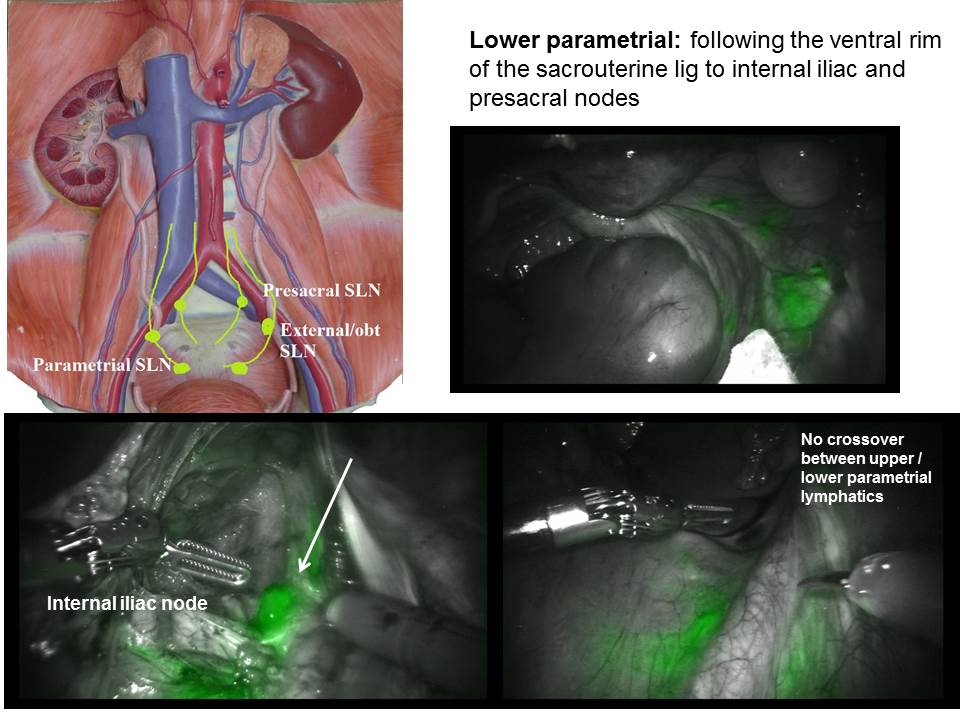 Lower parametrial: following the ventral rim
of the sacrouterine lig to internal iliac and
presacral nodes
Presacral SLN
External/obt
SLN
Parametrial SLN
No crossover
between upper /
lower parametrial
lymphatics
Internal iliac node